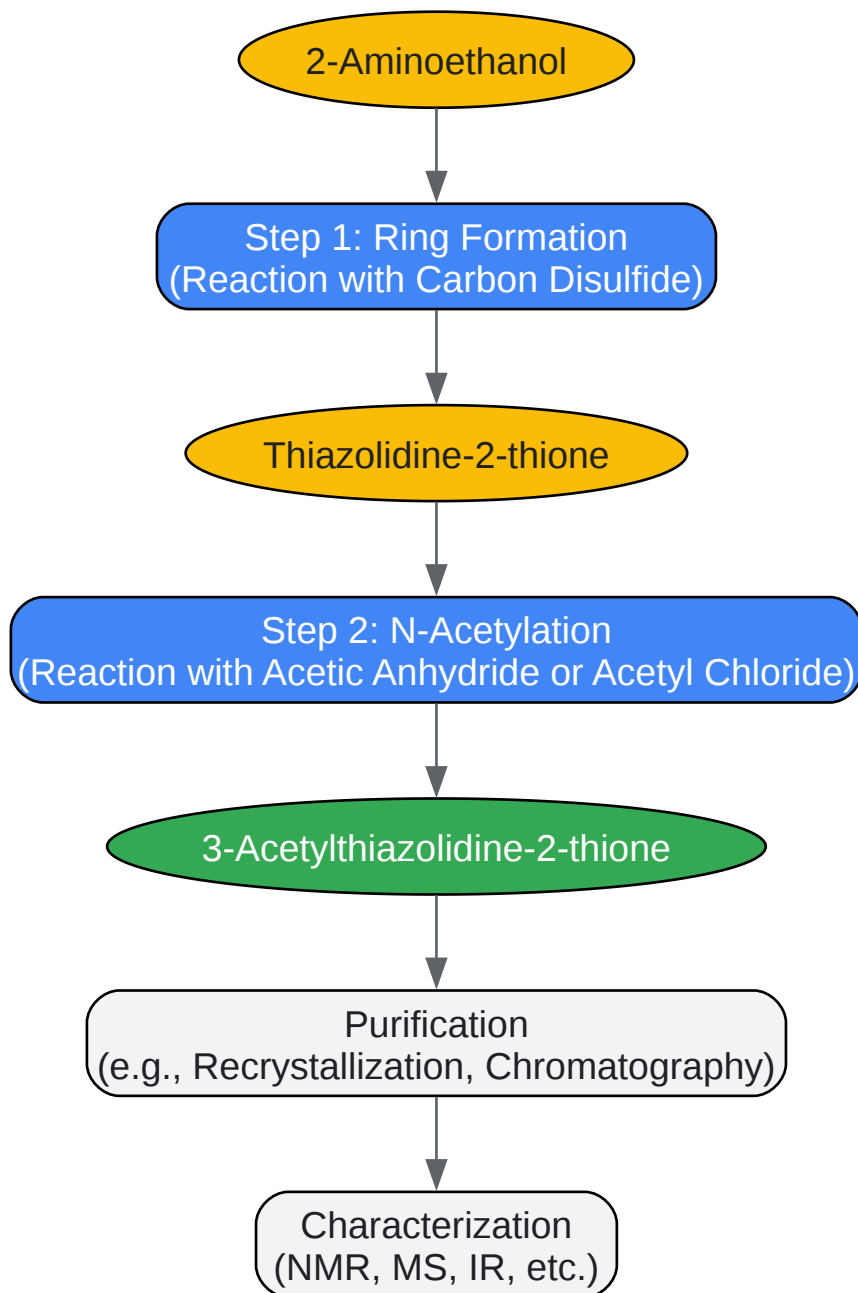 2-Aminoethanol
Step 1: Ring Formation
(Reaction with Carbon Disulfide)
Thiazolidine-2-thione
Step 2: N-Acetylation
(Reaction with Acetic Anhydride or Acetyl Chloride)
3-Acetylthiazolidine-2-thione
Purification
(e.g., Recrystallization, Chromatography)
Characterization
(NMR, MS, IR, etc.)